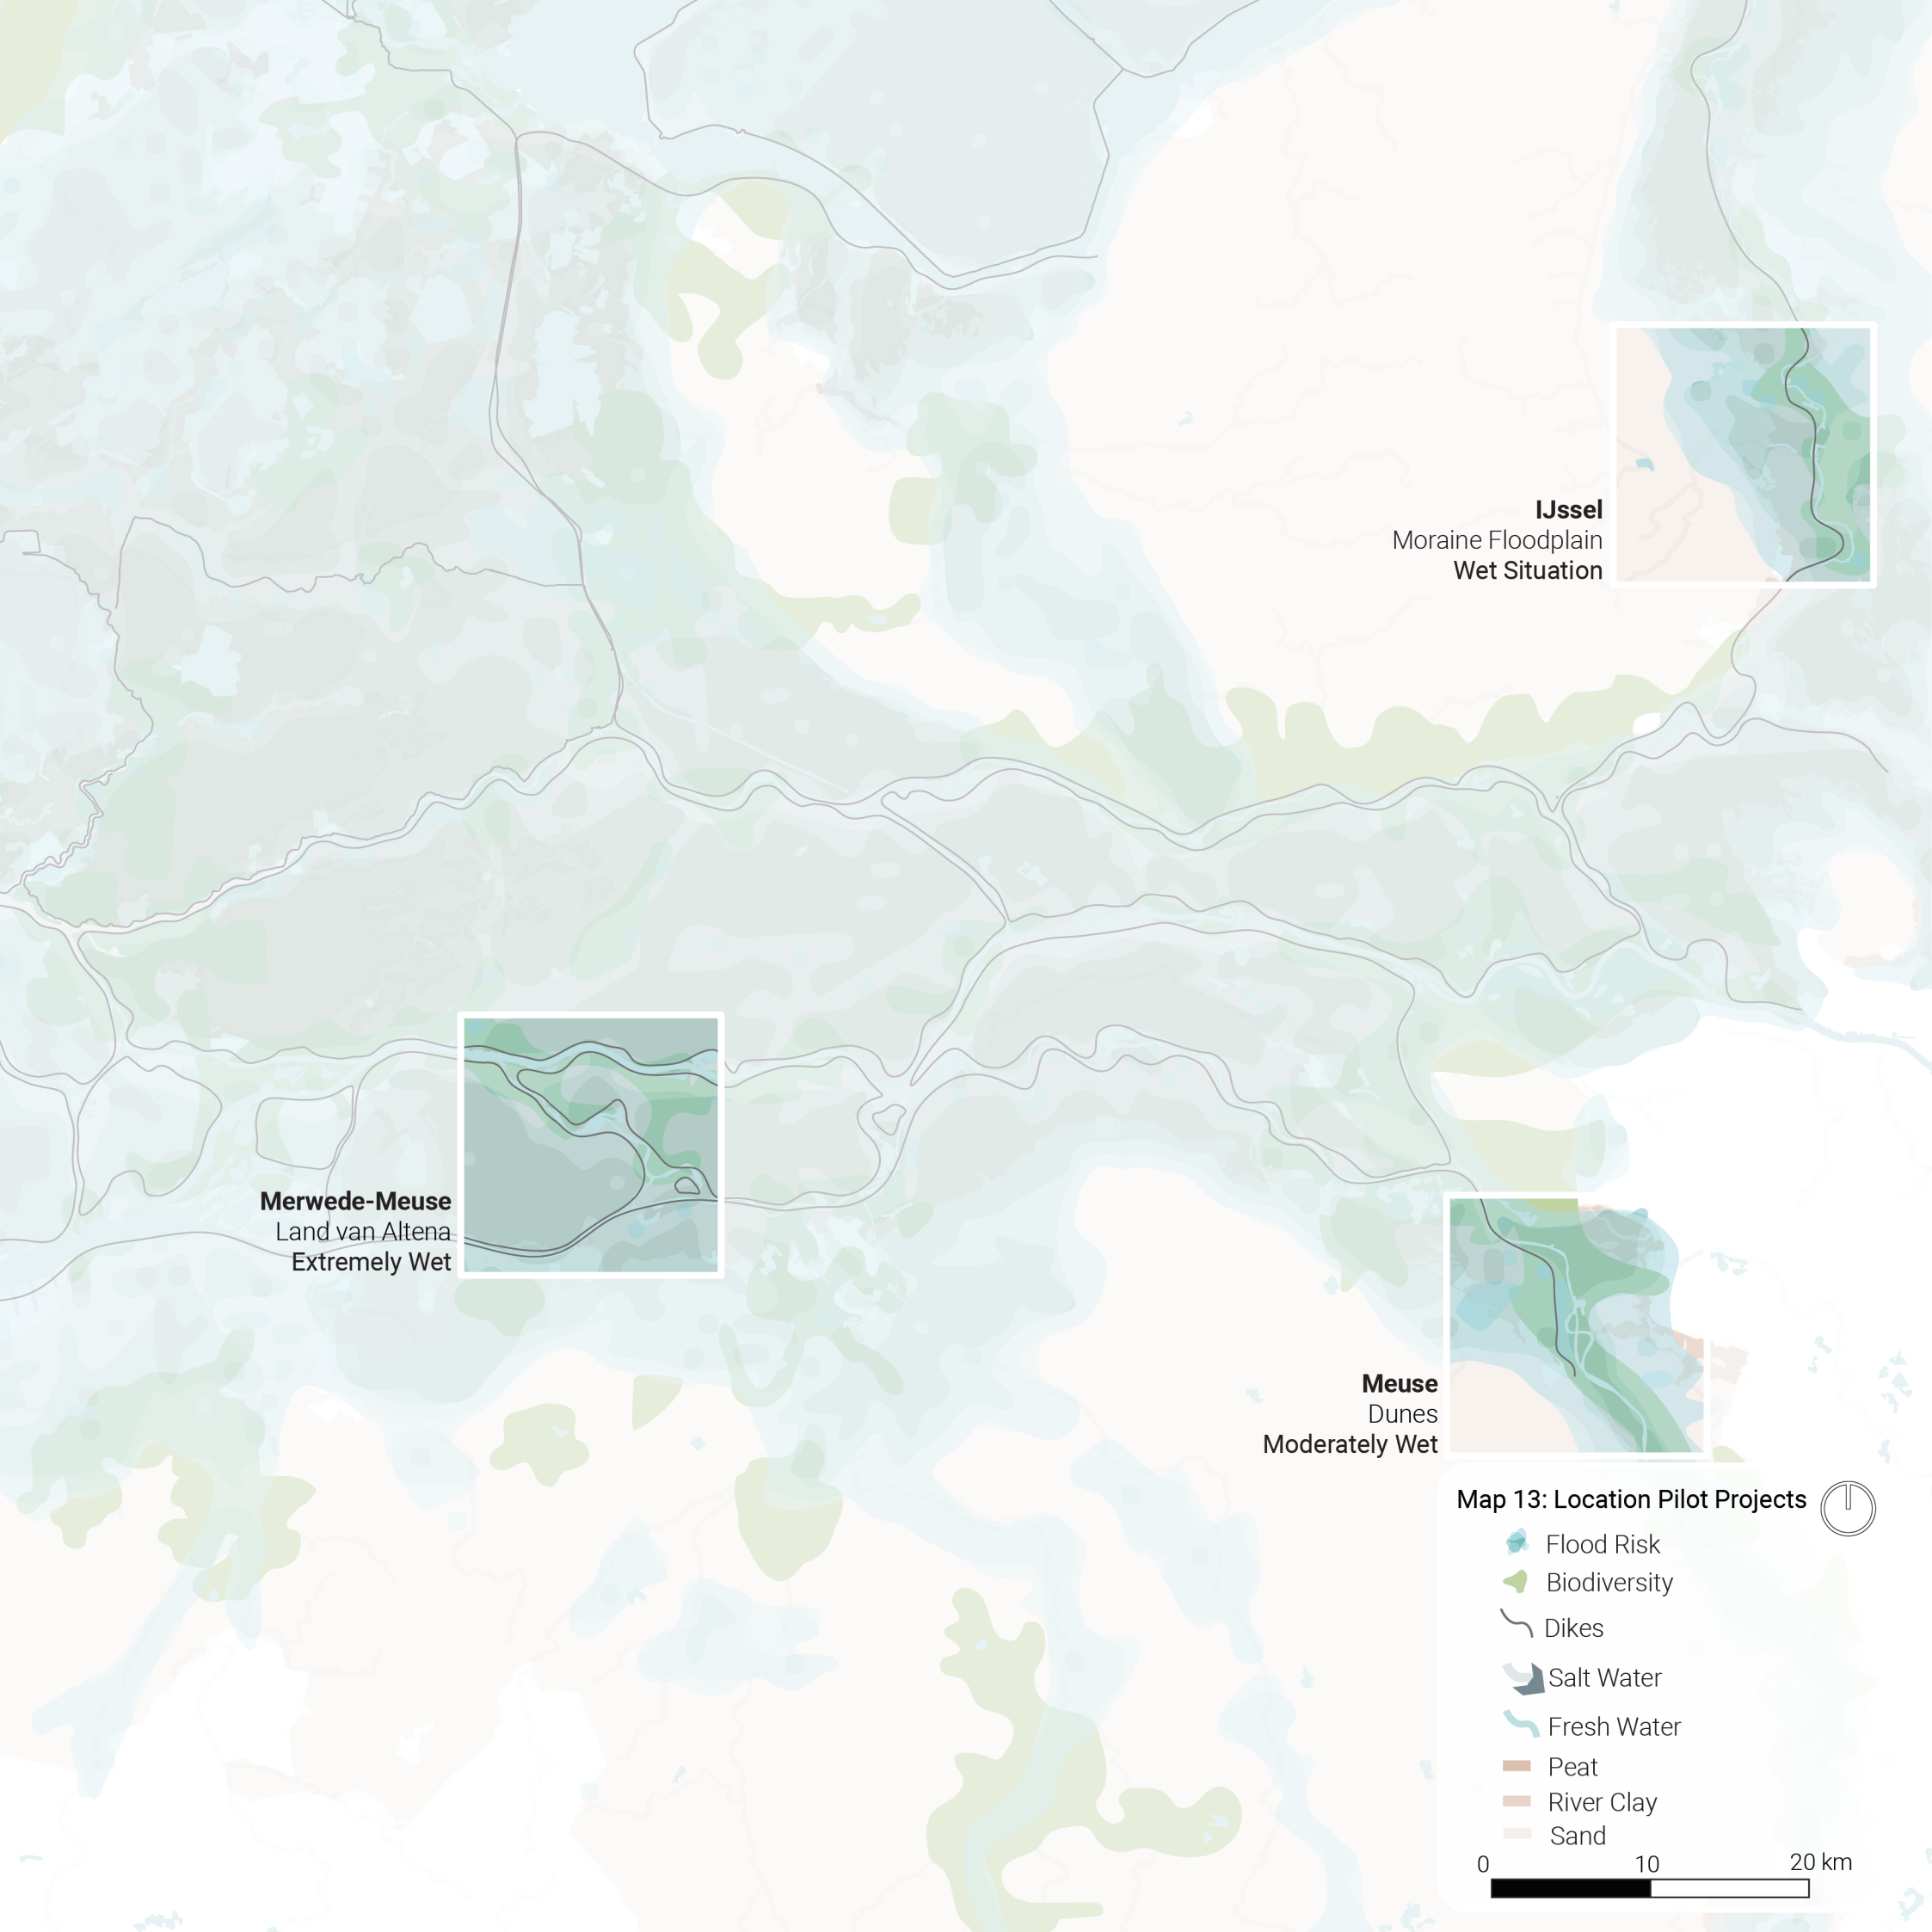 IJssel
Moraine Floodplain
Wet Situation
Merwede-Meuse
Land van Altena
Extremely Wet
Meuse
Dunes
Moderately Wet
Map 13: Location Pilot Projects
Flood Risk
Biodiversity
Dikes
Salt Water
Fresh Water
Peat
River Clay
Sand
0 10 20 km